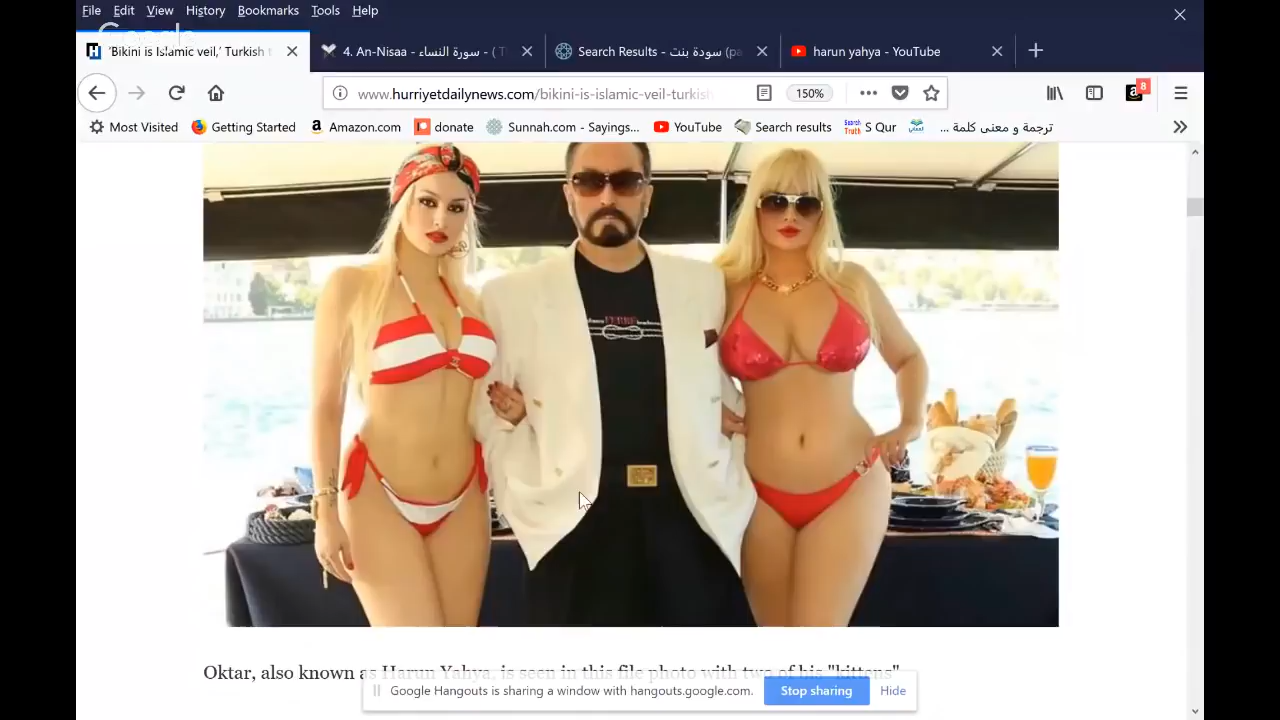 File Edit View History Bookmarks Tools Help
Google
'Bikini is Islamic veil,' Turkish t
4. An-Nisaa - سورة النساء - ( T
Search Results - سودة بنت (pa
harun yahya - YouTube
www.hurriyetdailynews.com/bikini-is-islamic-veil-turkish
150%
8
Most Visited Getting Started Amazon.com donate Sunnah.com - Sayings... YouTube Search results S Qur ترجمة و معنى كلمة ...
FERRE
Oktar, also known as Harun Yahya, is seen in this file photo with two of his "kittens"
Google Hangouts is sharing a window with hangouts.google.com. Stop sharing Hide